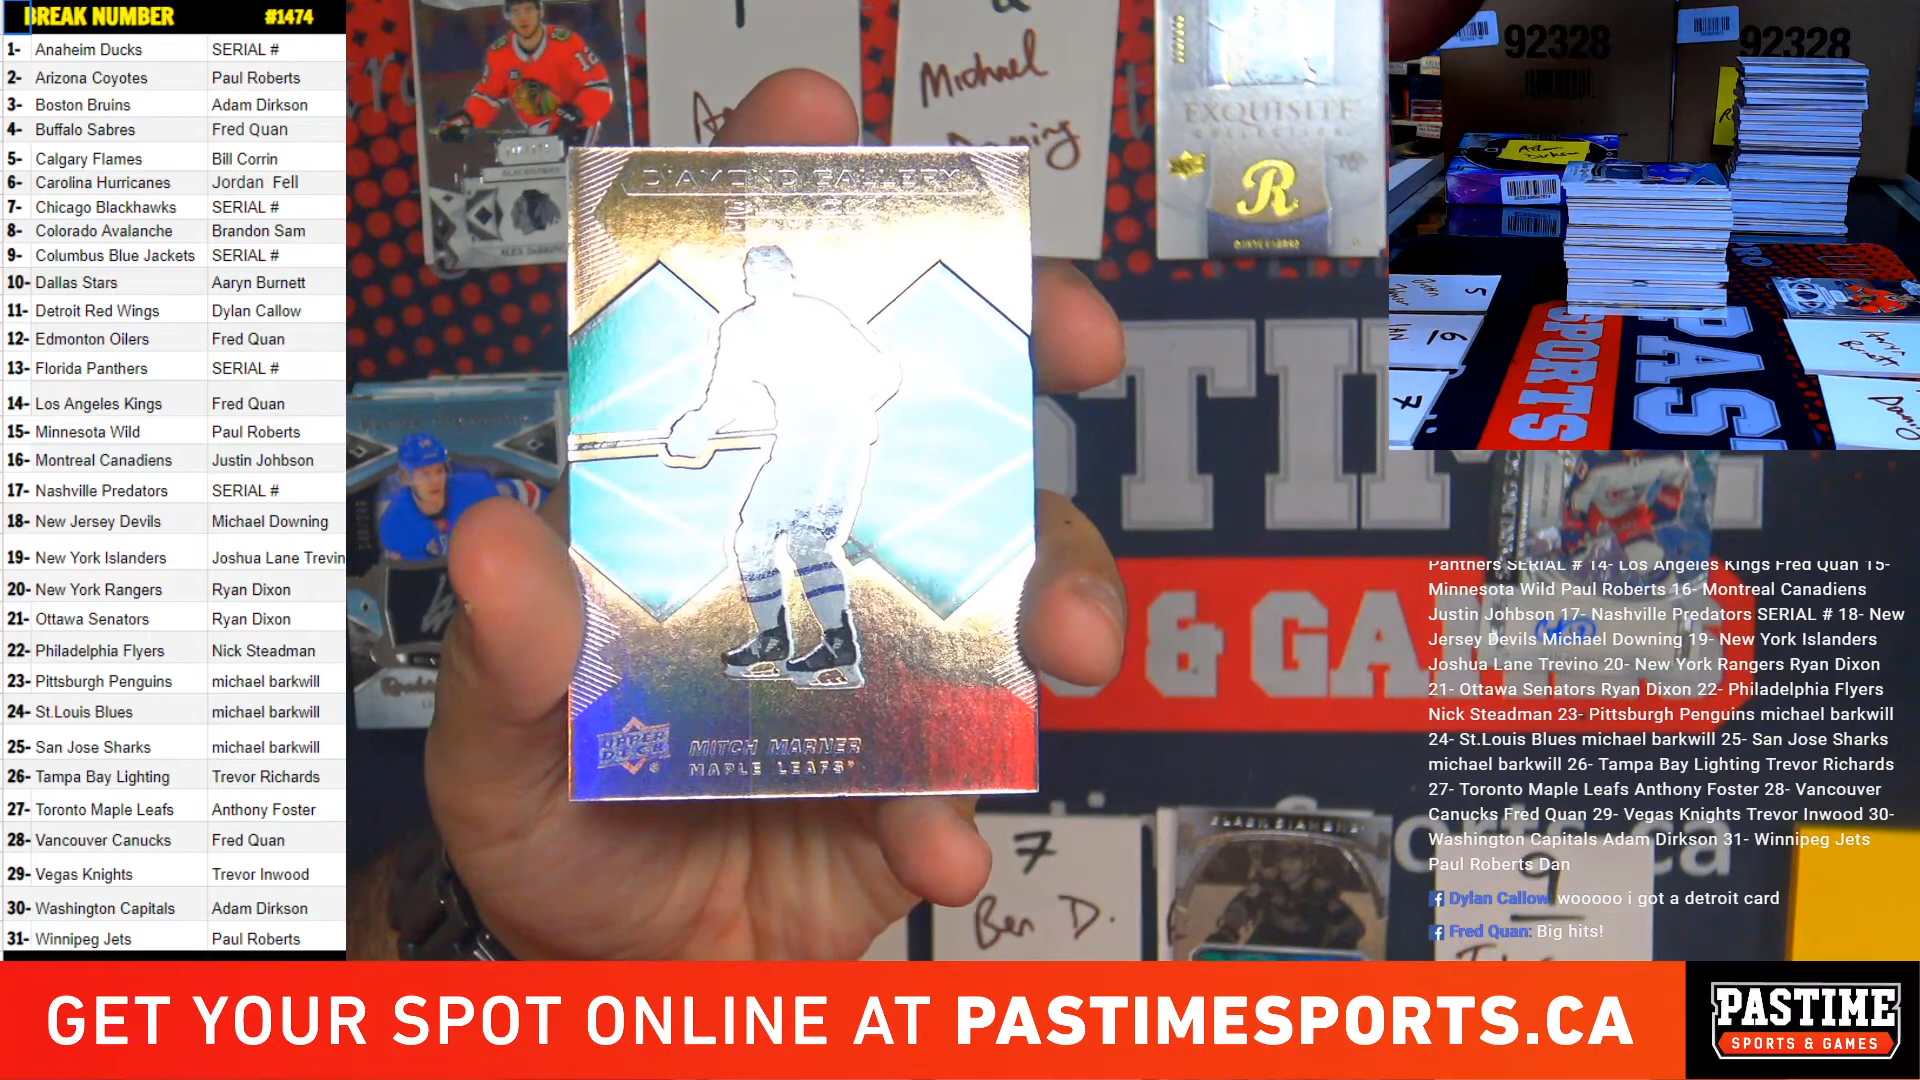 BREAK NUMBER #1474
1- Anaheim Ducks SERIAL #
2- Arizona Coyotes Paul Roberts
3- Boston Bruins Adam Dirkson
4- Buffalo Sabres Fred Quan
5- Calgary Flames Bill Corrin
6- Carolina Hurricanes Jordan Fell
7- Chicago Blackhawks SERIAL #
8- Colorado Avalanche Brandon Sam
9- Columbus Blue Jackets SERIAL #
10- Dallas Stars Aaryn Burnett
11- Detroit Red Wings Dylan Callow
12- Edmonton Oilers Fred Quan
13- Florida Panthers SERIAL #
14- Los Angeles Kings Fred Quan
15- Minnesota Wild Paul Roberts
16- Montreal Canadiens Justin Johbson
17- Nashville Predators SERIAL #
18- New Jersey Devils Michael Downing
19- New York Islanders Joshua Lane Trevin
20- New York Rangers Ryan Dixon
21- Ottawa Senators Ryan Dixon
22- Philadelphia Flyers Nick Steadman
23- Pittsburgh Penguins michael barkwill
24- St.Louis Blues michael barkwill
25- San Jose Sharks michael barkwill
26- Tampa Bay Lighting Trevor Richards
27- Toronto Maple Leafs Anthony Foster
28- Vancouver Canucks Fred Quan
29- Vegas Knights Trevor Inwood
30- Washington Capitals Adam Dirkson
31- Winnipeg Jets Paul Roberts
Michael
EXQUISITE
COLLECTION
R
DIAMOND GALLERY
UPPER DECK
MITCH MARNER
MAPLE LEAFS
7
Ben D.
BLACK DIAMOND
92328
92328
5
6
7
SPORTS
PAS
& GA
Panthers SERIAL # 14- Los Angeles Kings Fred Quan 15-
Minnesota Wild Paul Roberts 16- Montreal Canadiens
Justin Johbson 17- Nashville Predators SERIAL # 18- New
Jersey Devils Michael Downing 19- New York Islanders
Joshua Lane Trevino 20- New York Rangers Ryan Dixon
21- Ottawa Senators Ryan Dixon 22- Philadelphia Flyers
Nick Steadman 23- Pittsburgh Penguins michael barkwill
24- St.Louis Blues michael barkwill 25- San Jose Sharks
michael barkwill 26- Tampa Bay Lighting Trevor Richards
27- Toronto Maple Leafs Anthony Foster 28- Vancouver
Canucks Fred Quan 29- Vegas Knights Trevor Inwood 30-
Washington Capitals Adam Dirkson 31- Winnipeg Jets
Paul Roberts Dan
Dylan Callow: wooooo i got a detroit card
Fred Quan: Big hits!
GET YOUR SPOT ONLINE AT PASTIMESPORTS.CA
PASTIME
SPORTS & GAMES